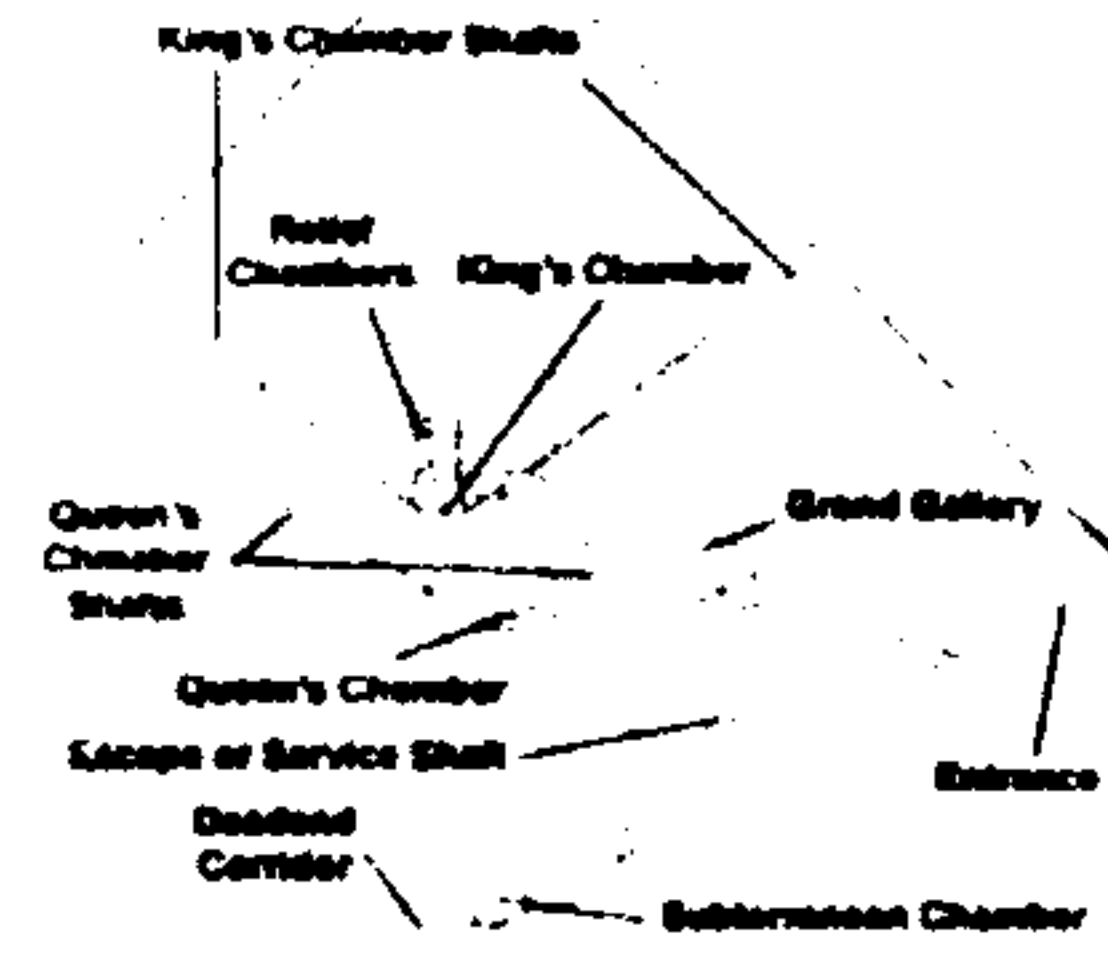 King's Chamber Shafts
Relief
Chambers
King's Chamber
Queen's
Chamber
Shafts
Grand Gallery
Queen's Chamber
Escape or Service Shaft
Entrance
Deadend
Corridor
Subterranean Chamber